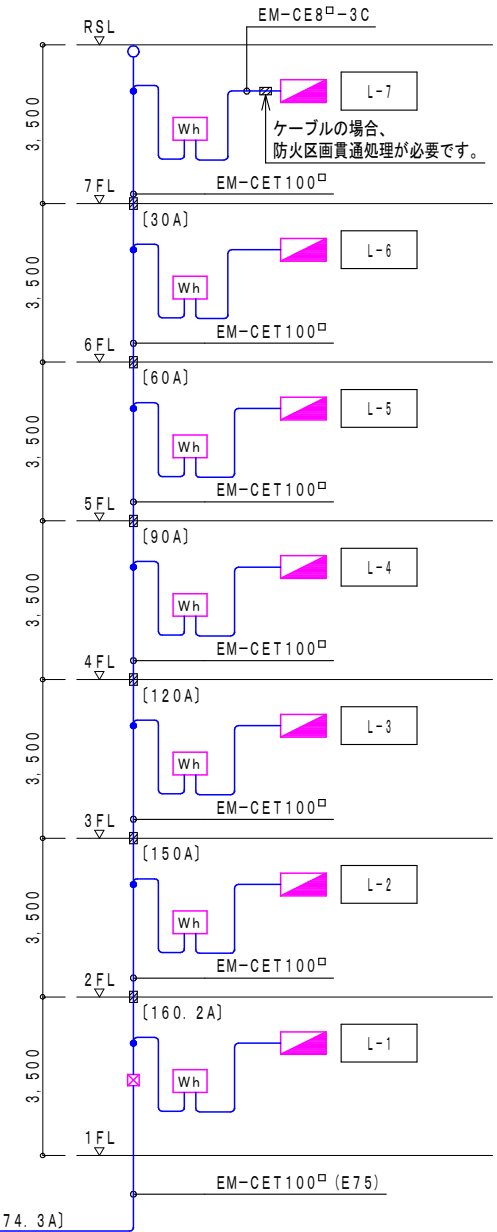 EM-CE8□-3C
RSL
L-7
Wh
ケーブルの場合、
防火区画貫通処理が必要です。
3,500
EM-CET100□
7FL
[30A]
L-6
Wh
3,500
EM-CET100□
6FL
[60A]
L-5
Wh
3,500
EM-CET100□
5FL
[90A]
L-4
Wh
3,500
EM-CET100□
4FL
[120A]
L-3
Wh
3,500
EM-CET100□
3FL
[150A]
L-2
Wh
3,500
EM-CET100□
2FL
[160.2A]
L-1
Wh
3,500
1FL
EM-CET100□(E75)
74.3A]